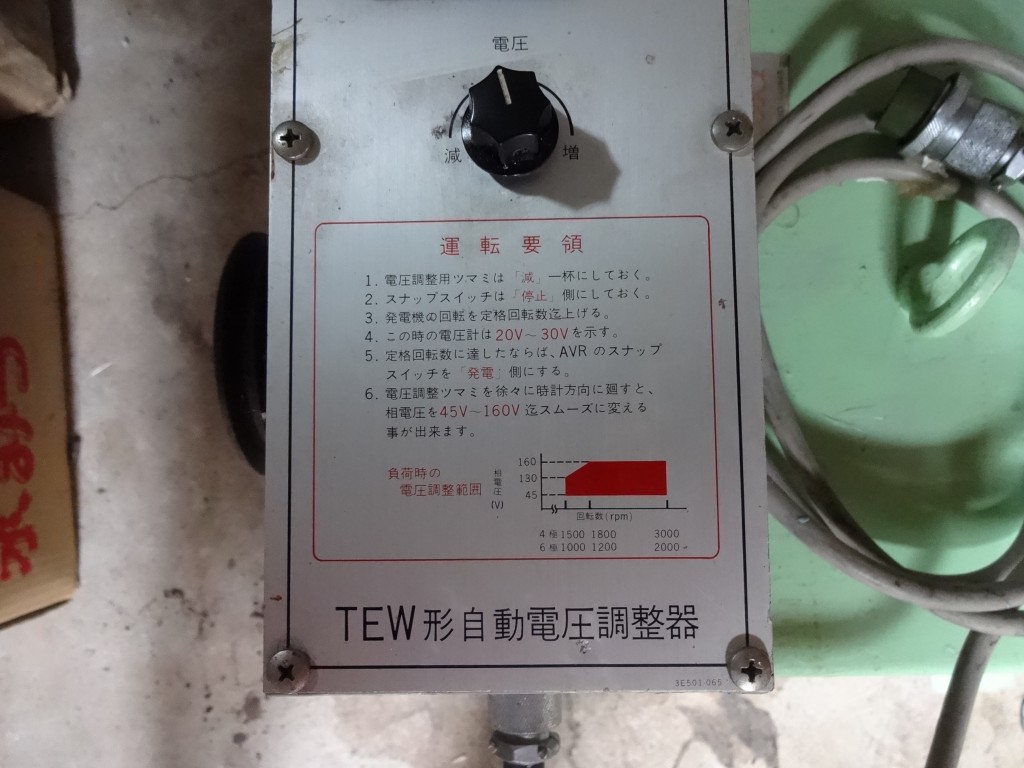 電圧
減 増
運転要領
1. 電圧調整用ツマミは「減」一杯にしておく。
2. スナップスイッチは「停止」側にしておく。
3. 発電機の回転を定格回転数迄上げる。
4. この時の電圧計は20V～30Vを示す。
5. 定格回転数に達したならば、AVRのスナップ
スイッチを「発電」側にする。
6. 電圧調整ツマミを徐々に時計方向に廻すと、
相電圧を45V～160V迄スムーズに変える
事が出来ます。
負荷時の
電圧調整範囲
相電圧(V)
160
130
45
回転数(rpm)
4極 1500 1800 3000
6極 1000 1200 2000
TEW形自動電圧調整器
3E501 065